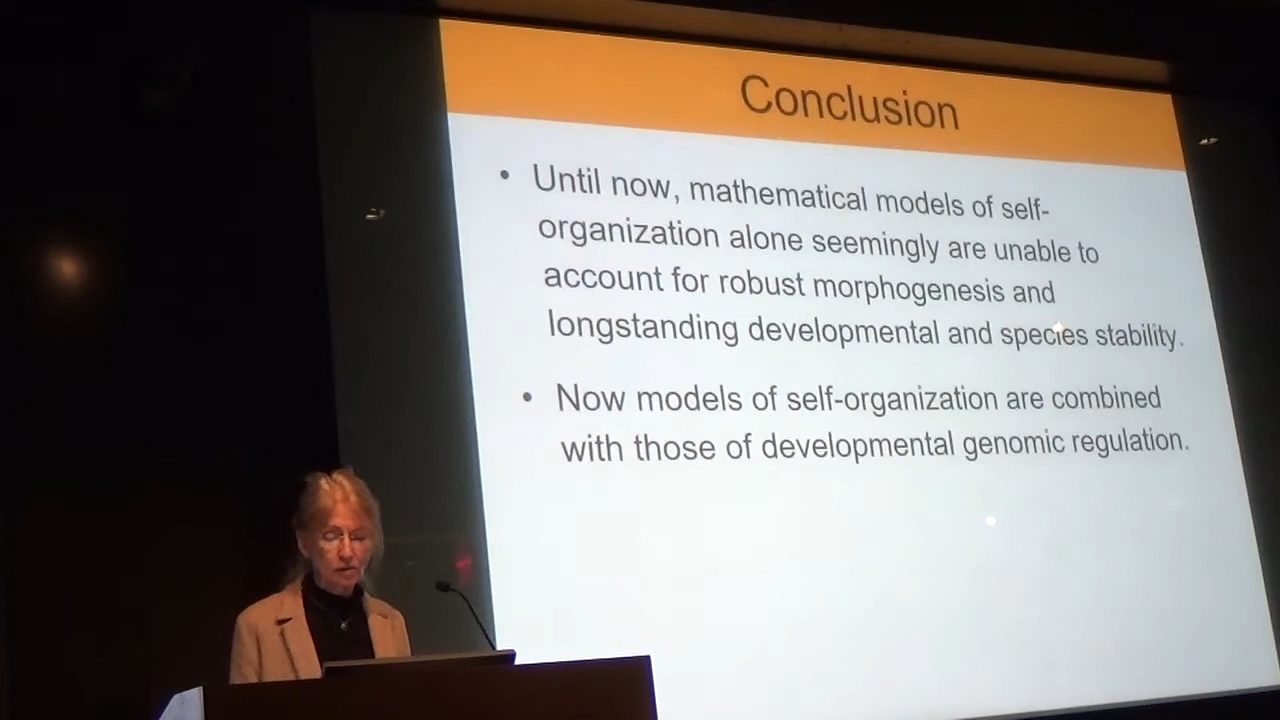 Conclusion
• Until now, mathematical models of self-
organization alone seemingly are unable to
account for robust morphogenesis and
longstanding developmental and species stability.
• Now models of self-organization are combined
with those of developmental genomic regulation.